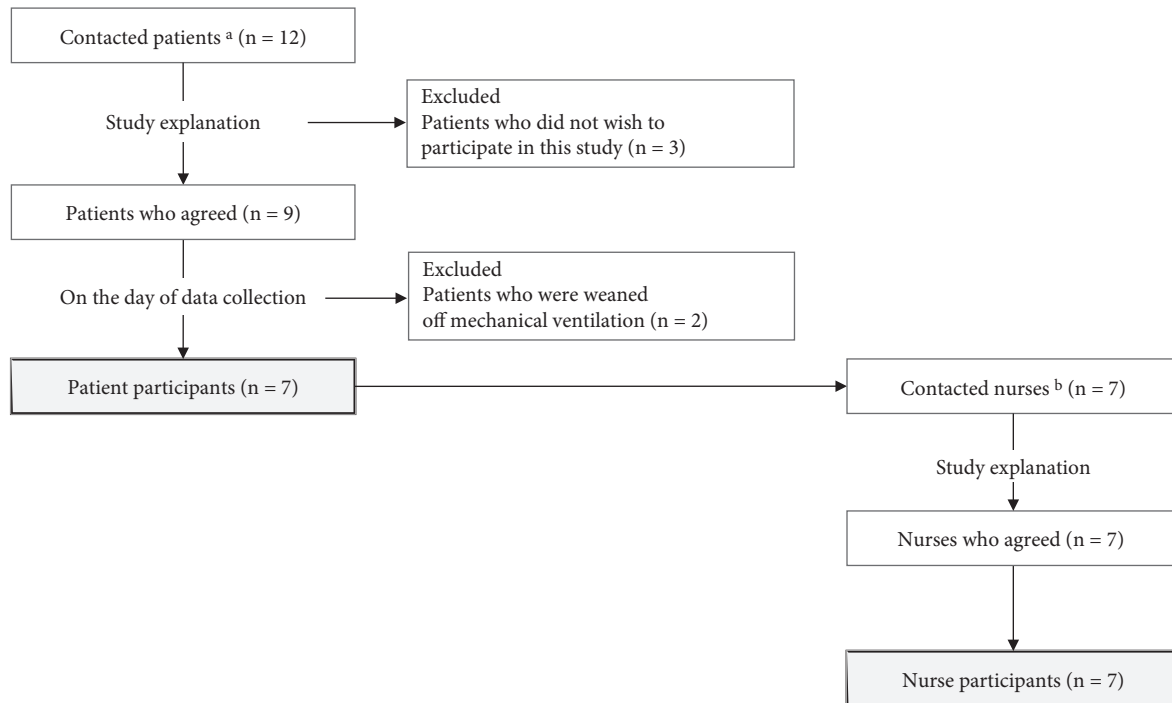 Contacted patients ᵃ (n = 12)
Study explanation
Excluded
Patients who did not wish to
participate in this study (n = 3)
Patients who agreed (n = 9)
On the day of data collection
Excluded
Patients who were weaned
off mechanical ventilation (n = 2)
Patient participants (n = 7)
Contacted nurses ᵇ (n = 7)
Study explanation
Nurses who agreed (n = 7)
Nurse participants (n = 7)